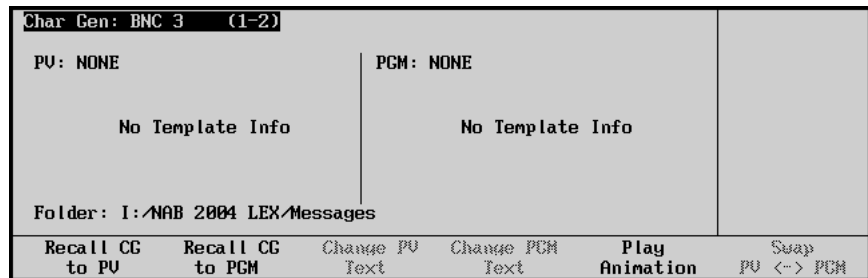 Char Gen: BNC 3 (1-2)
PV: NONE PGM: NONE
No Template Info No Template Info
Folder: I:/NAB 2004 LEX/Messages
Recall CG Recall CG Change PV Change PGM Play Swap
to PV to PGM Text Text Animation PV <-> PGM